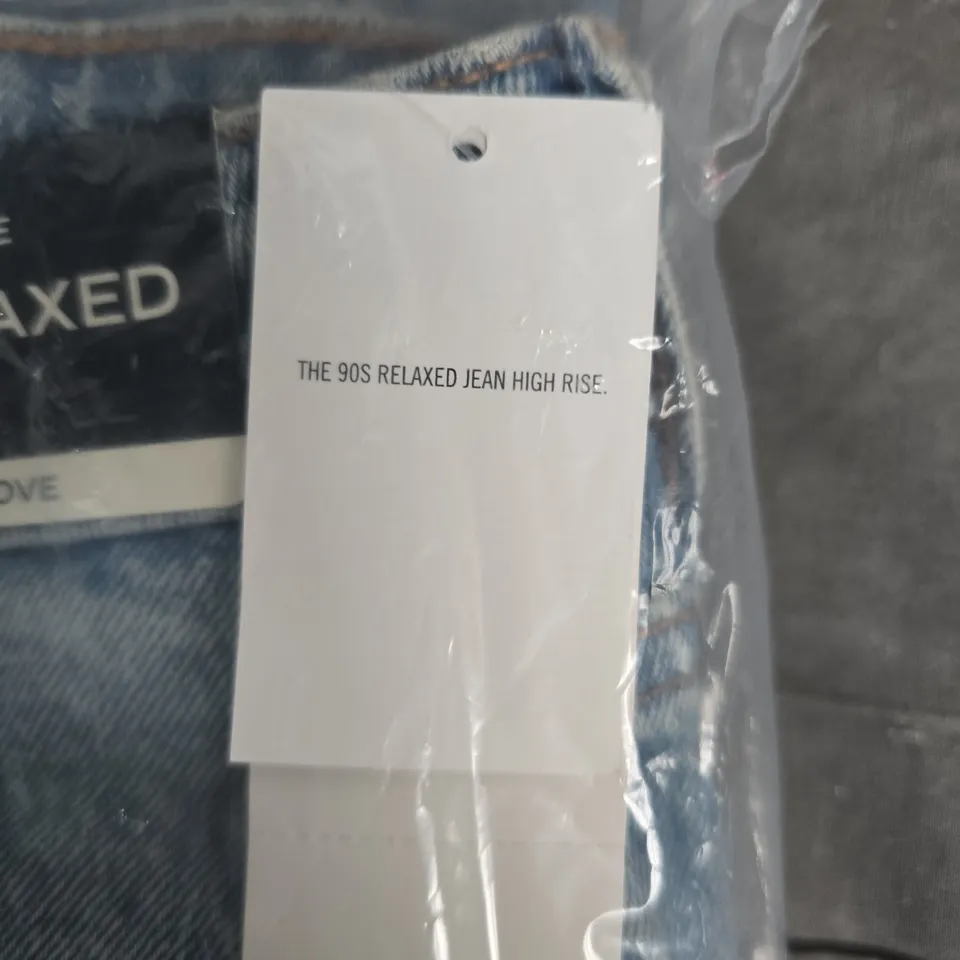 E
AXED
THE 90S RELAXED JEAN HIGH RISE.
OVE